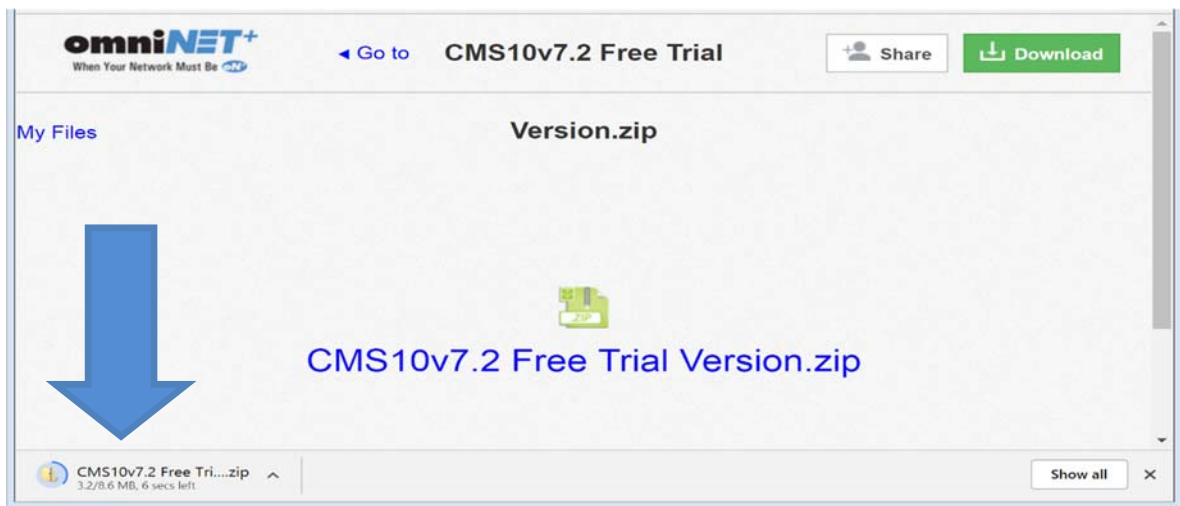 omniNET+
When Your Network Must Be eN
◄ Go to
CMS10v7.2 Free Trial
Share
Download
My Files
Version.zip
ZIP
CMS10v7.2 Free Trial Version.zip
CMS10v7.2 Free Tri....zip
3.2/8.6 MB, 6 secs left
Show all